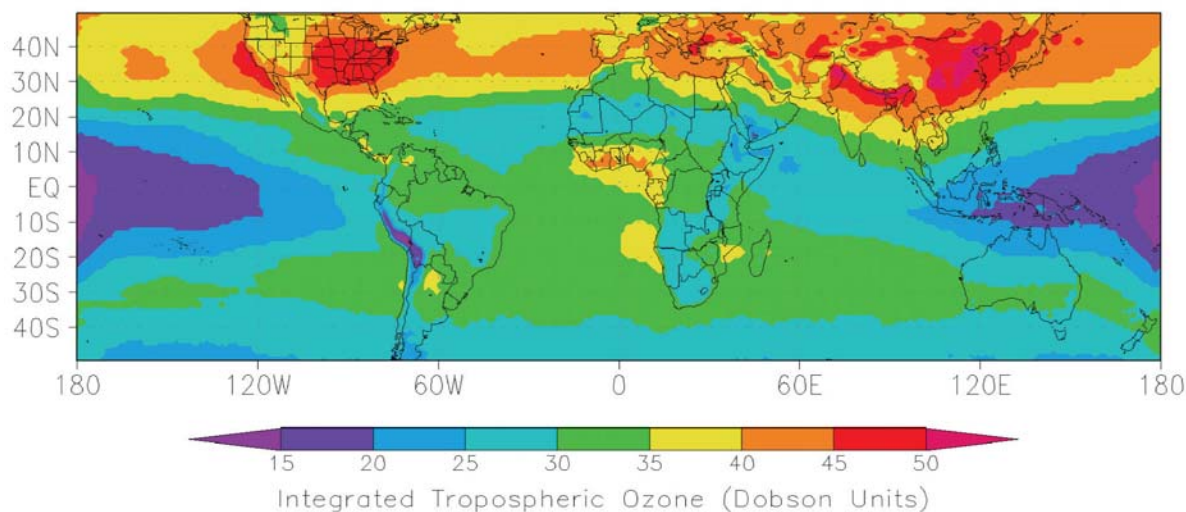 40N
30N
20N
10N
EQ
10S
20S
30S
40S
180 120W 60W 0 60E 120E 180
15 20 25 30 35 40 45 50
Integrated Tropospheric Ozone (Dobson Units)